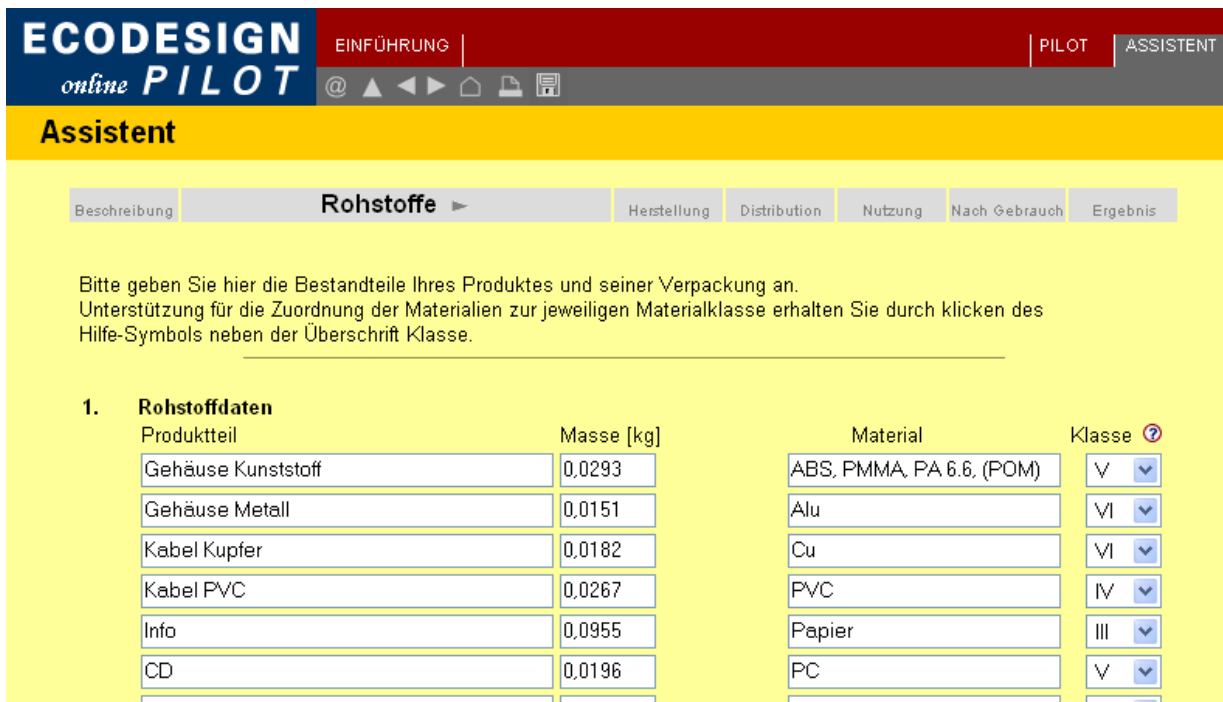 ECODESIGN
online PILOT
EINFÜHRUNG
PILOT
ASSISTENT
@
Assistent
Beschreibung Rohstoffe Herstellung Distribution Nutzung Nach Gebrauch Ergebnis
Bitte geben Sie hier die Bestandteile Ihres Produktes und seiner Verpackung an.
Unterstützung für die Zuordnung der Materialien zur jeweiligen Materialklasse erhalten Sie durch klicken des
Hilfe-Symbols neben der Überschrift Klasse.
1. Rohstoffdaten
Produktteil Masse [kg] Material Klasse ?
Gehäuse Kunststoff 0,0293 ABS, PMMA, PA 6.6, (POM) V
Gehäuse Metall 0,0151 Alu VI
Kabel Kupfer 0,0182 Cu VI
Kabel PVC 0,0267 PVC IV
Info 0,0955 Papier III
CD 0,0196 PC V